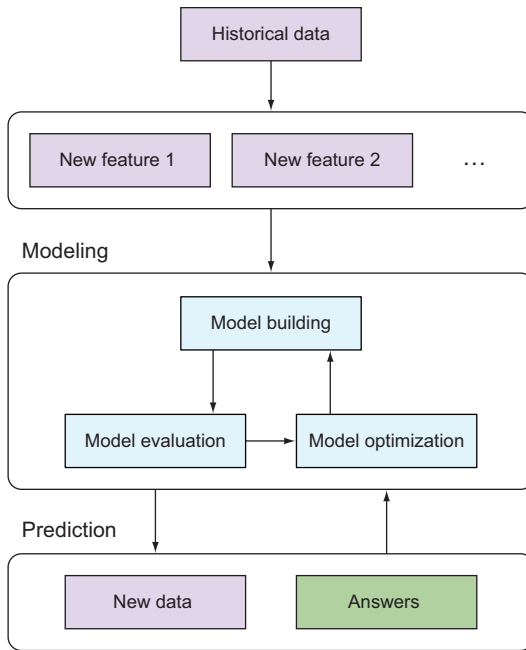 Historical data
New feature 1
New feature 2
...
Modeling
Model building
Model evaluation
Model optimization
Prediction
New data
Answers